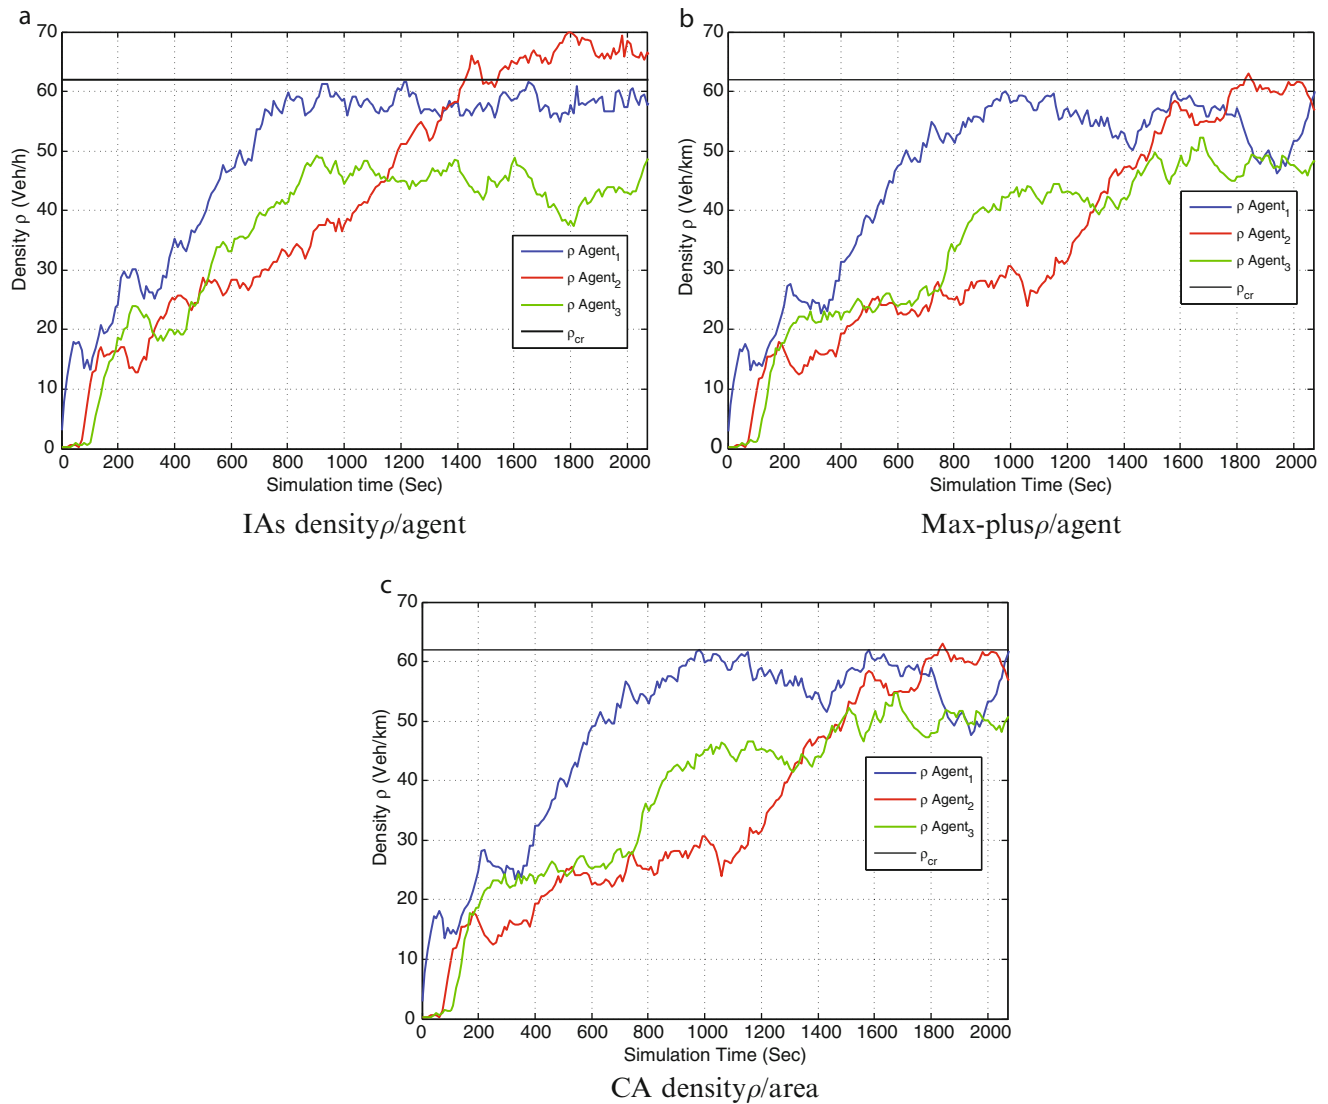 a
70
60
50
40
30
20
10
0
Density ρ (Veh/h)
0 200 400 600 800 1000 1200 1400 1600 1800 2000
Simulation time (Sec)
ρ Agent1
ρ Agent2
ρ Agent3
ρcr
IAs densityρ/agent
b
70
60
50
40
30
20
10
0
Density ρ (Veh/km)
0 200 400 600 800 1000 1200 1400 1600 1800 2000
Simulation Time (Sec)
ρ Agent1
ρ Agent2
ρ Agent3
ρcr
Max-plusρ/agent
c
70
60
50
40
30
20
10
0
Density ρ (Veh/km)
0 200 400 600 800 1000 1200 1400 1600 1800 2000
Simulation Time (Sec)
ρ Agent1
ρ Agent2
ρ Agent3
ρcr
CA densityρ/area